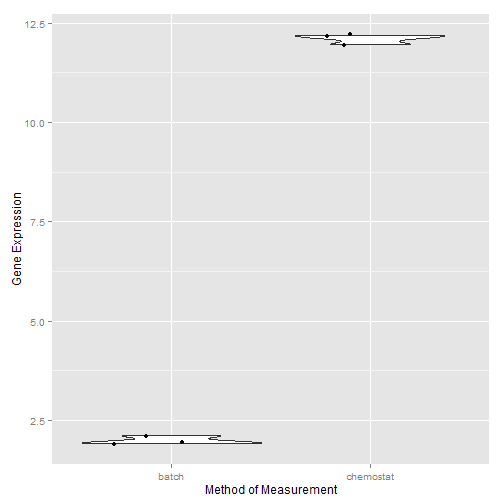 12.5
10.0
7.5
5.0
2.5
Gene Expression
batch
chemostat
Method of Measurement